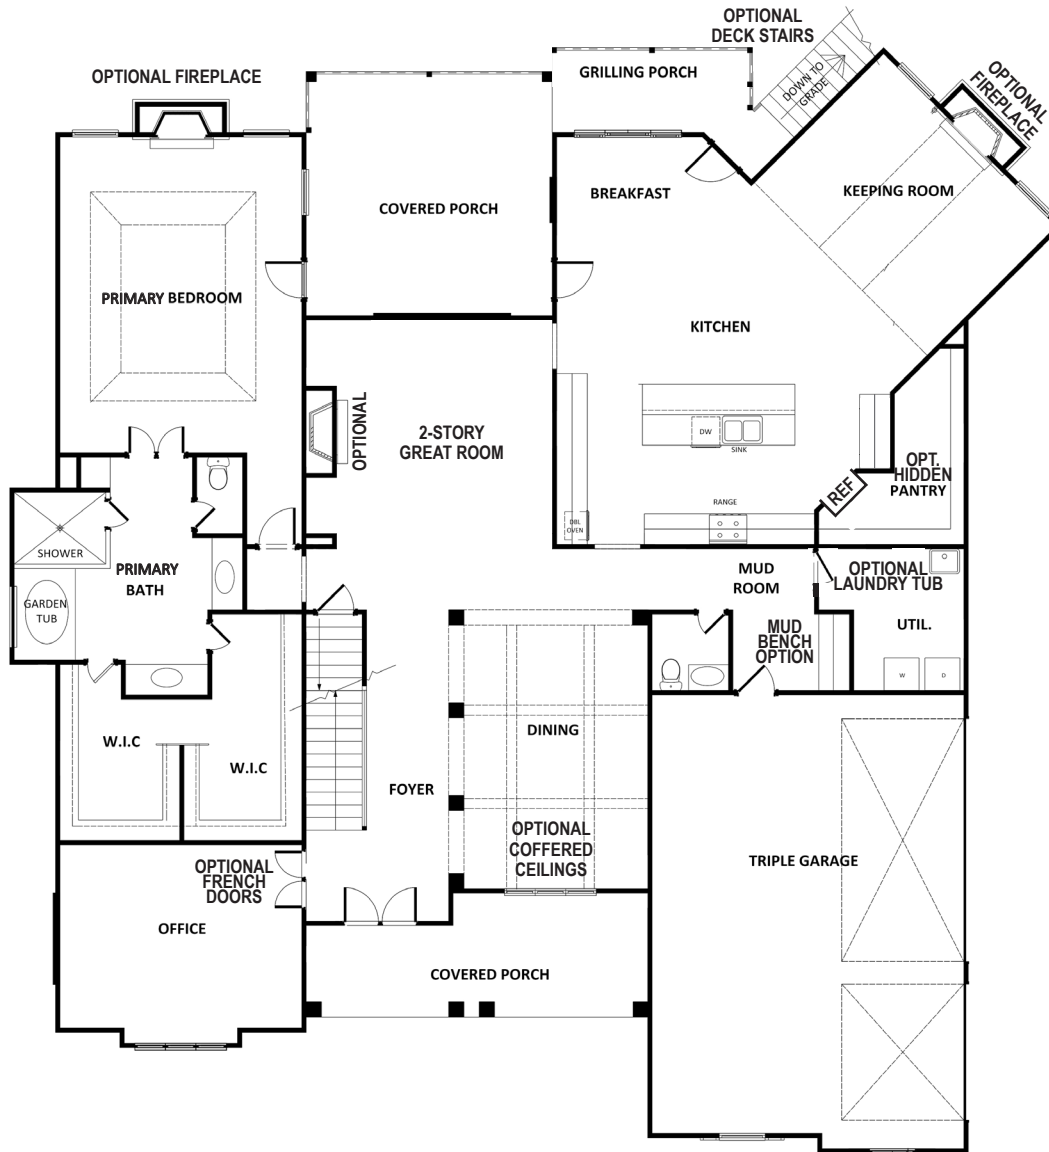 OPTIONAL
DECK STAIRS
GRILLING PORCH
OPTIONAL FIREPLACE
DOWN TO
GRADE
OPTIONAL
FIREPLACE
BREAKFAST
KEEPING ROOM
COVERED PORCH
PRIMARY BEDROOM
KITCHEN
OPTIONAL
2-STORY
GREAT ROOM
DW
SINK
OPT.
HIDDEN
PANTRY
REF
RANGE
DBL
OVEN
SHOWER
PRIMARY
BATH
GARDEN
TUB
MUD
ROOM
OPTIONAL
LAUNDRY TUB
MUD
BENCH
OPTION
UTIL.
W
D
W.I.C
W.I.C
DINING
FOYER
OPTIONAL
COFFERED
CEILINGS
TRIPLE GARAGE
OPTIONAL
FRENCH
DOORS
OFFICE
COVERED PORCH